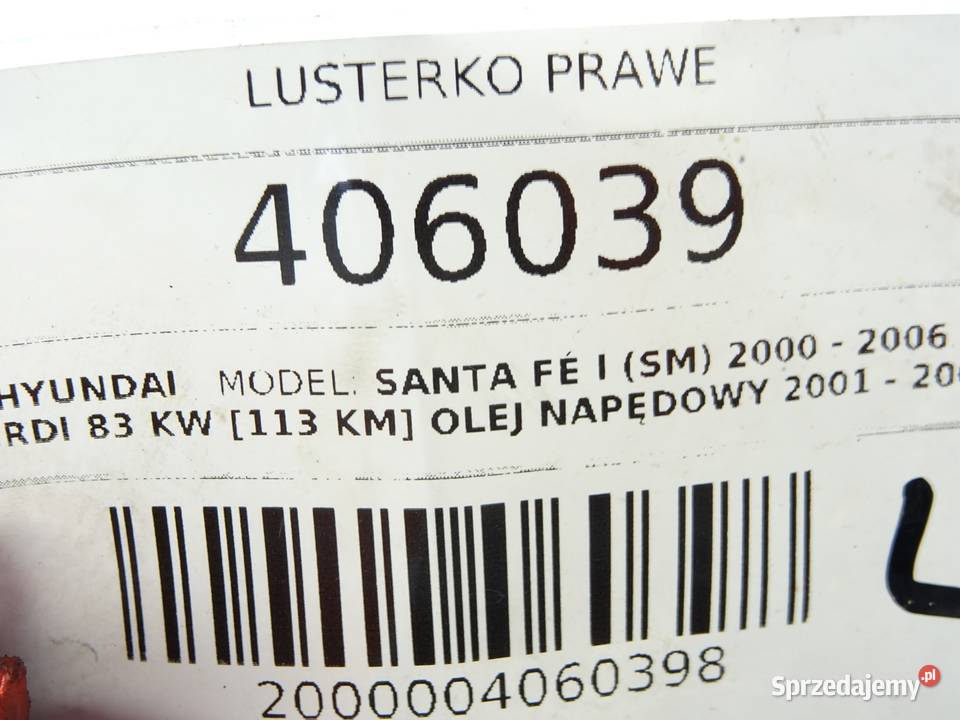 LUSTERKO PRAWE
406039
HYUNDAI MODEL: SANTA FÉ I (SM) 2000 - 2006
RDI 83 KW [113 KM] OLEJ NAPĘDOWY 2001 - 20
2000004060398
Sprzedajemy.pl